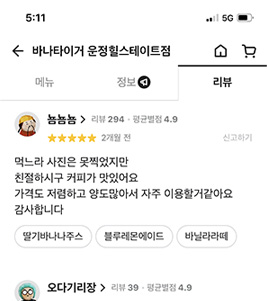 5:11 5G
바나타이거 운정힐스테이트점
메뉴 정보 리뷰
뇸뇸뇸 > 리뷰 294 · 평균별점 4.9
★★★★★ 2개월 전 신고하기
먹느라 사진은 못찍었지만
친절하시구 커피가 맛있어요
가격도 저렴하고 양도많아서 자주 이용할거같아요
감사합니다
딸기바나나주스 블루레몬에이드 바닐라라떼
오다기리장 > 리뷰 39 · 평균별점 4.9